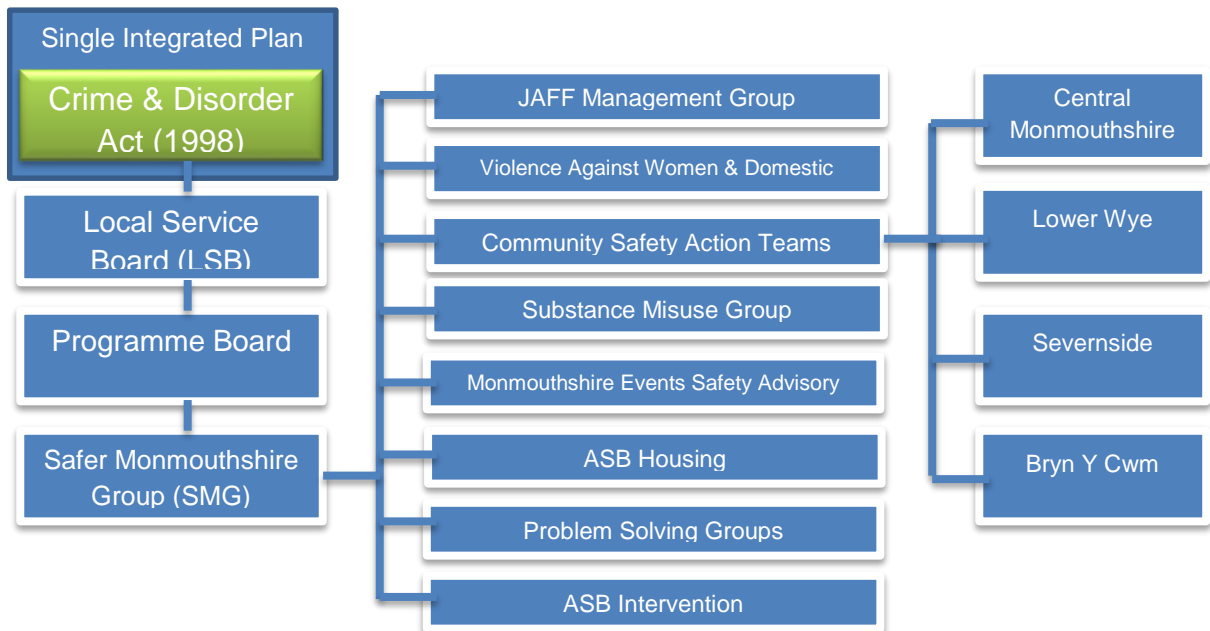 Single Integrated Plan
Crime & Disorder
Act (1998)
Local Service
Board (LSB)
Programme Board
Safer Monmouthshire
Group (SMG)
JAFF Management Group
Violence Against Women & Domestic
Community Safety Action Teams
Substance Misuse Group
Monmouthshire Events Safety Advisory
ASB Housing
Problem Solving Groups
ASB Intervention
Central
Monmouthshire
Lower Wye
Severnside
Bryn Y Cwm